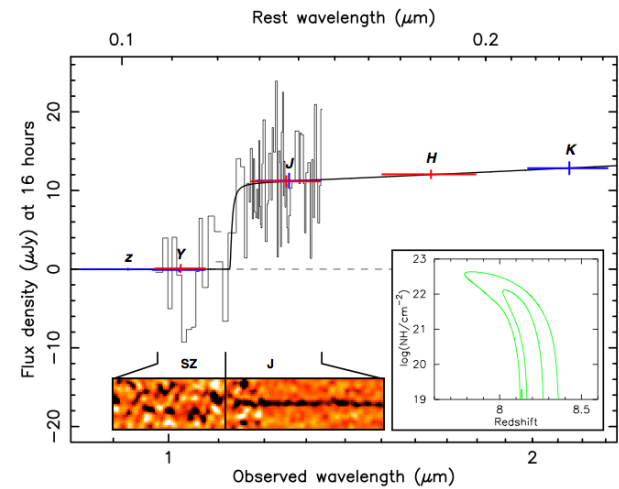 Rest wavelength (μm)
0.1 0.2
Flux density (μJy) at 16 hours
20
10
0
−10
−20
z Y J H K
SZ J
log(NH/cm⁻²)
23
22
21
20
19
8 8.5
Redshift
1 2
Observed wavelength (μm)